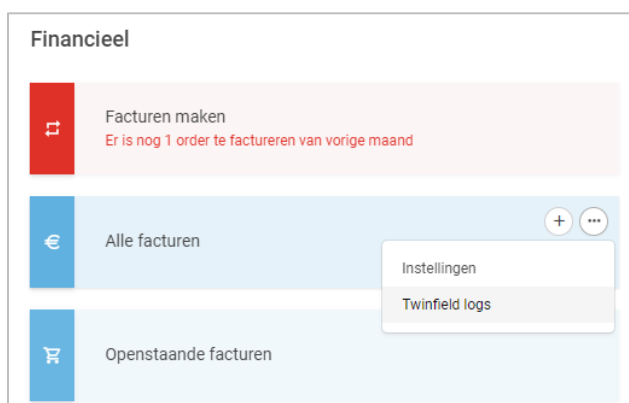 Financieel
Facturen maken
Er is nog 1 order te factureren van vorige maand
Alle facturen
Instellingen
Twinfield logs
Openstaande facturen